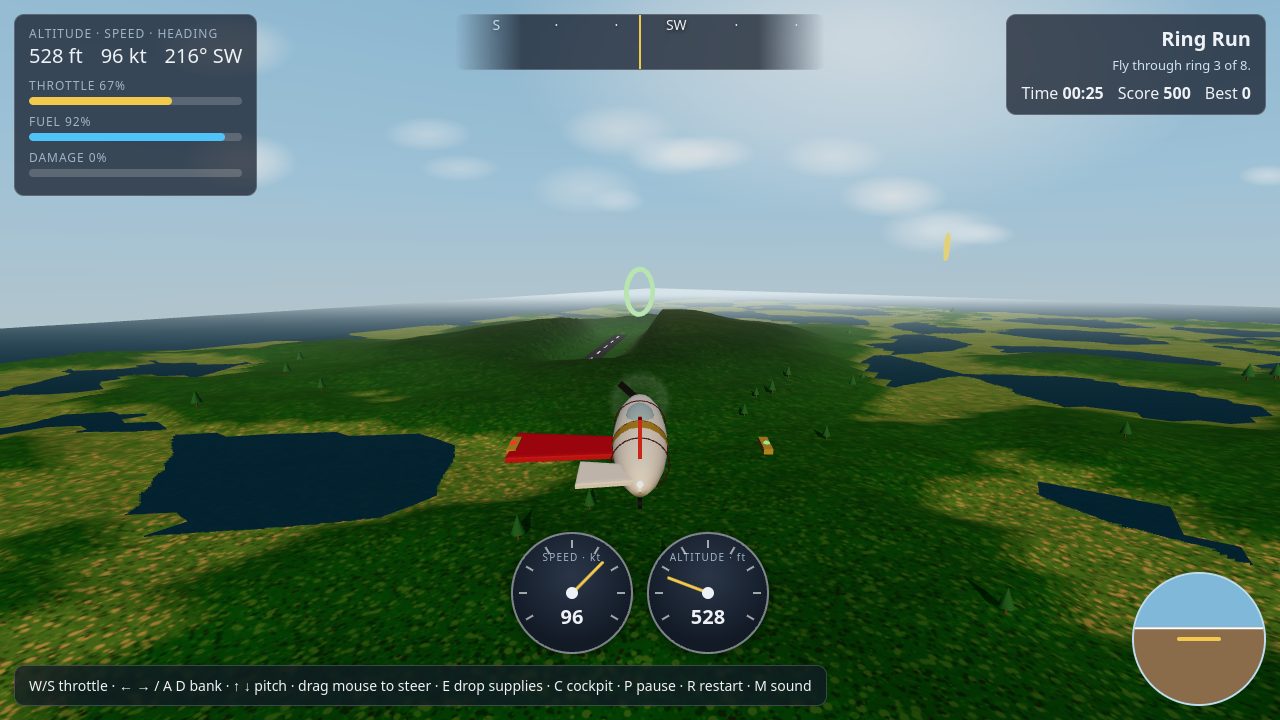 ALTITUDE · SPEED · HEADING
528 ft 96 kt 216° SW
THROTTLE 67%
FUEL 92%
DAMAGE 0%
S · · SW · ·
Ring Run
Fly through ring 3 of 8.
Time 00:25 Score 500 Best 0
SPEED · kt
96
ALTITUDE · ft
528
W/S throttle · ← → / A D bank · ↑ ↓ pitch · drag mouse to steer · E drop supplies · C cockpit · P pause · R restart · M sound